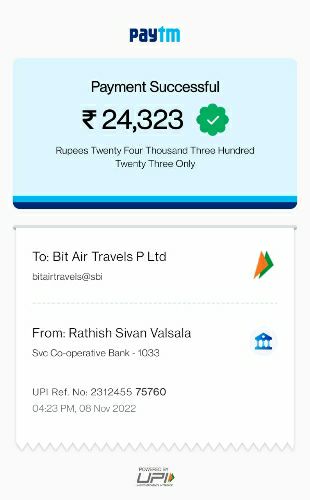 paytm
Payment Successful
₹ 24,323
Rupees Twenty Four Thousand Three Hundred
Twenty Three Only
To: Bit Air Travels P Ltd
bitairtravels@sbi
From: Rathish Sivan Valsala
Svc Co-operative Bank - 1033
UPI Ref. No: 2312455 75760
04:23 PM, 08 Nov 2022
POWERED BY
UPI